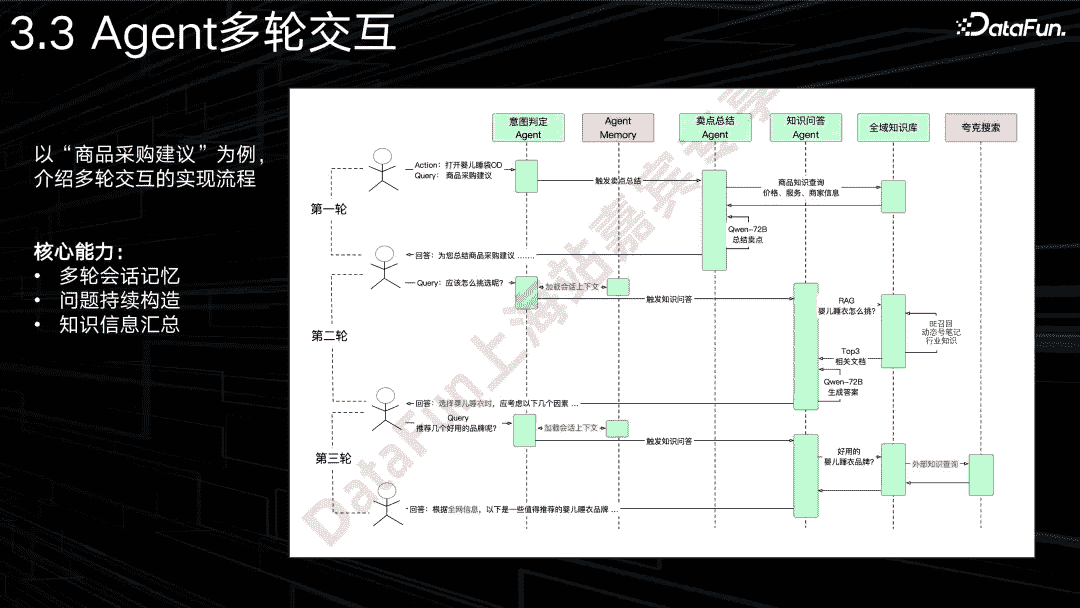 3.3 Agent多轮交互
DataFun.
以“商品采购建议”为例，
介绍多轮交互的实现流程
核心能力：
• 多轮会话记忆
• 问题持续构造
• 知识信息汇总
意图判定
Agent
Agent
Memory
卖点总结
Agent
知识问答
Agent
全域知识库
夸克搜索
第一轮
Action：打开婴儿睡袋OD
Query： 商品采购建议
触发卖点总结
商品知识查询
价格、服务、商家信息
Qwen-72B
总结卖点
回答：为您总结商品采购建议 ……
第二轮
Query：应该怎么挑选呢？
加载会话上下文
触发知识问答
RAG
婴儿睡衣怎么挑？
BE召回
动态号笔记
行业知识
Top3
相关文档
Qwen-72B
生成答案
回答：选择婴儿睡衣时，应考虑以下几个因素 ...
第三轮
Query
推荐几个好用的品牌呢？
加载会话上下文
触发知识问答
好用的
婴儿睡衣品牌？
外部知识查询
回答：根据全网信息，以下是一些值得推荐的婴儿睡衣品牌 ...
DataFun上海站嘉宾分享